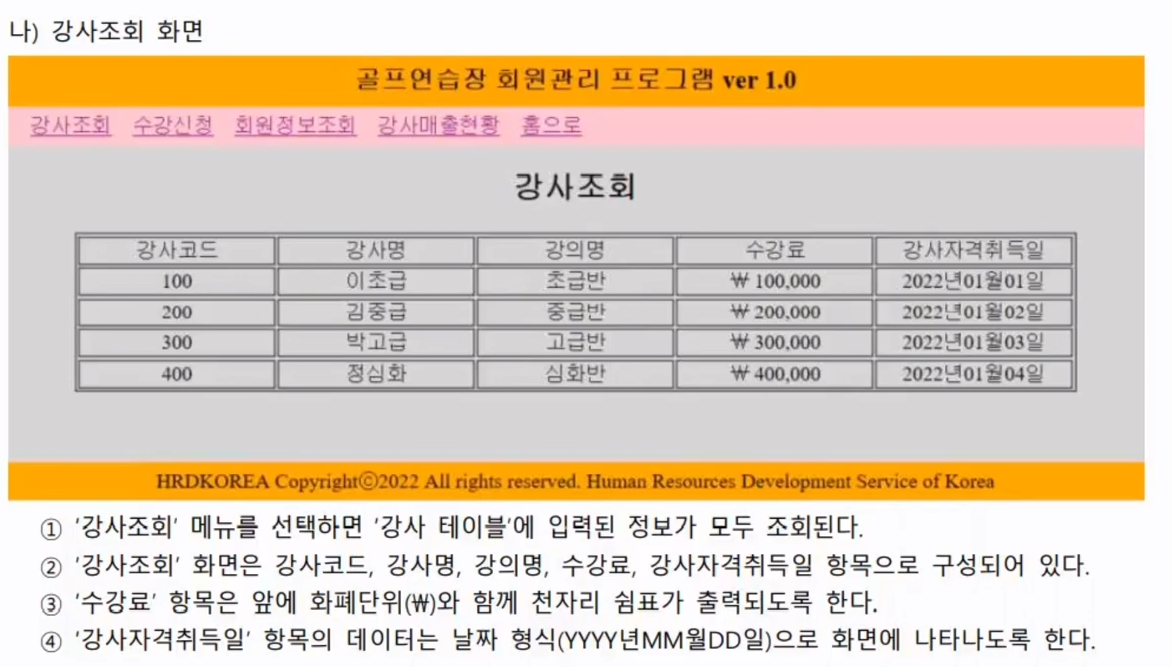 나) 강사조회 화면
골프연습장 회원관리 프로그램 ver 1.0
강사조회 수강신청 회원정보조회 강사매출현황 홈으로
강사조회
강사코드 강사명 강의명 수강료 강사자격취득일
100 이초급 초급반 ₩ 100,000 2022년01월01일
200 김중급 중급반 ₩ 200,000 2022년01월02일
300 박고급 고급반 ₩ 300,000 2022년01월03일
400 정심화 심화반 ₩ 400,000 2022년01월04일
HRDKOREA Copyrightⓒ2022 All rights reserved. Human Resources Development Service of Korea
① ‘강사조회’ 메뉴를 선택하면 ‘강사 테이블’에 입력된 정보가 모두 조회된다.
② ‘강사조회’ 화면은 강사코드, 강사명, 강의명, 수강료, 강사자격취득일 항목으로 구성되어 있다.
③ ‘수강료’ 항목은 앞에 화폐단위(₩)와 함께 천자리 쉼표가 출력되도록 한다.
④ ‘강사자격취득일’ 항목의 데이터는 날짜 형식(YYYY년MM월DD일)으로 화면에 나타나도록 한다.